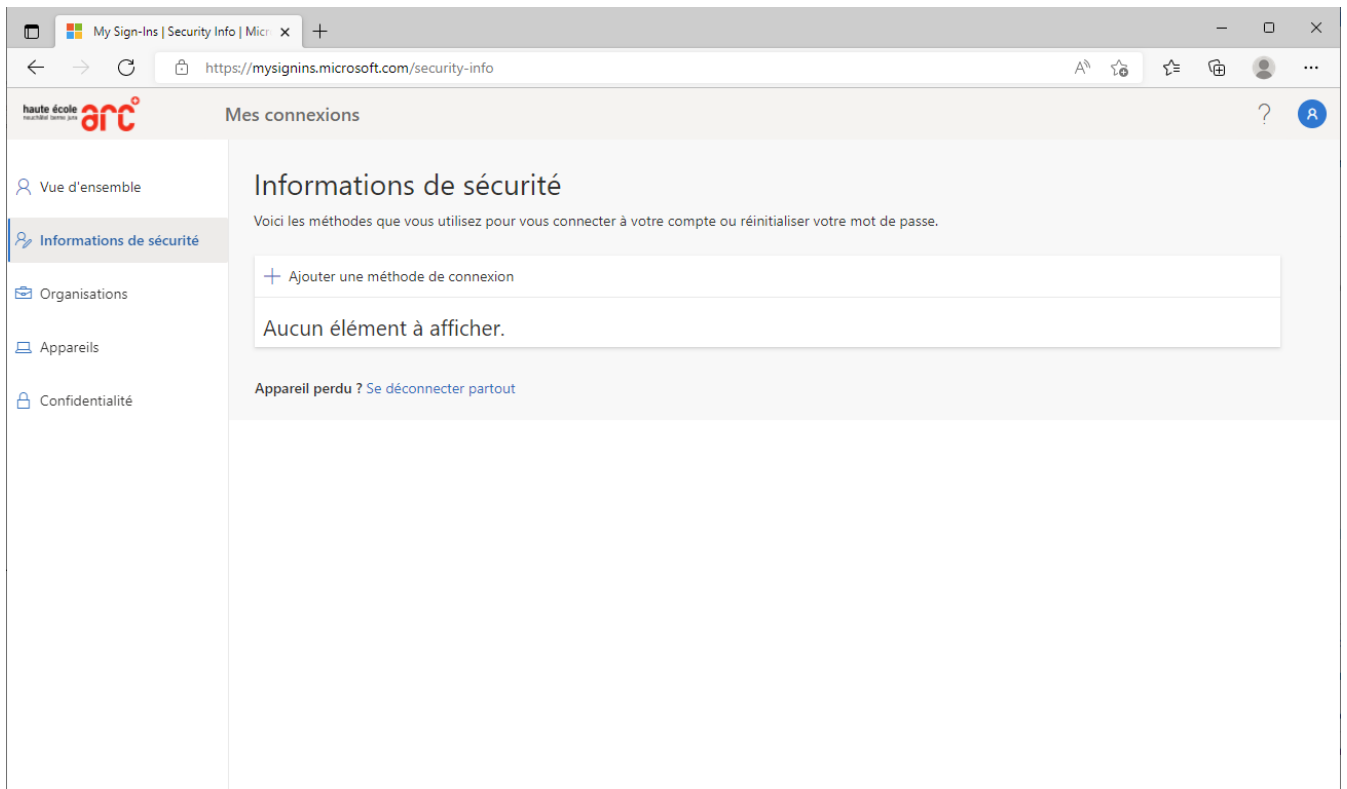 My Sign-Ins | Security Info | Micr
https://mysignins.microsoft.com/security-info
haute école arc
neuchâtel berne jura
Mes connexions
?
A
Vue d'ensemble
Informations de sécurité
Organisations
Appareils
Confidentialité
Informations de sécurité
Voici les méthodes que vous utilisez pour vous connecter à votre compte ou réinitialiser votre mot de passe.
+ Ajouter une méthode de connexion
Aucun élément à afficher.
Appareil perdu ? Se déconnecter partout